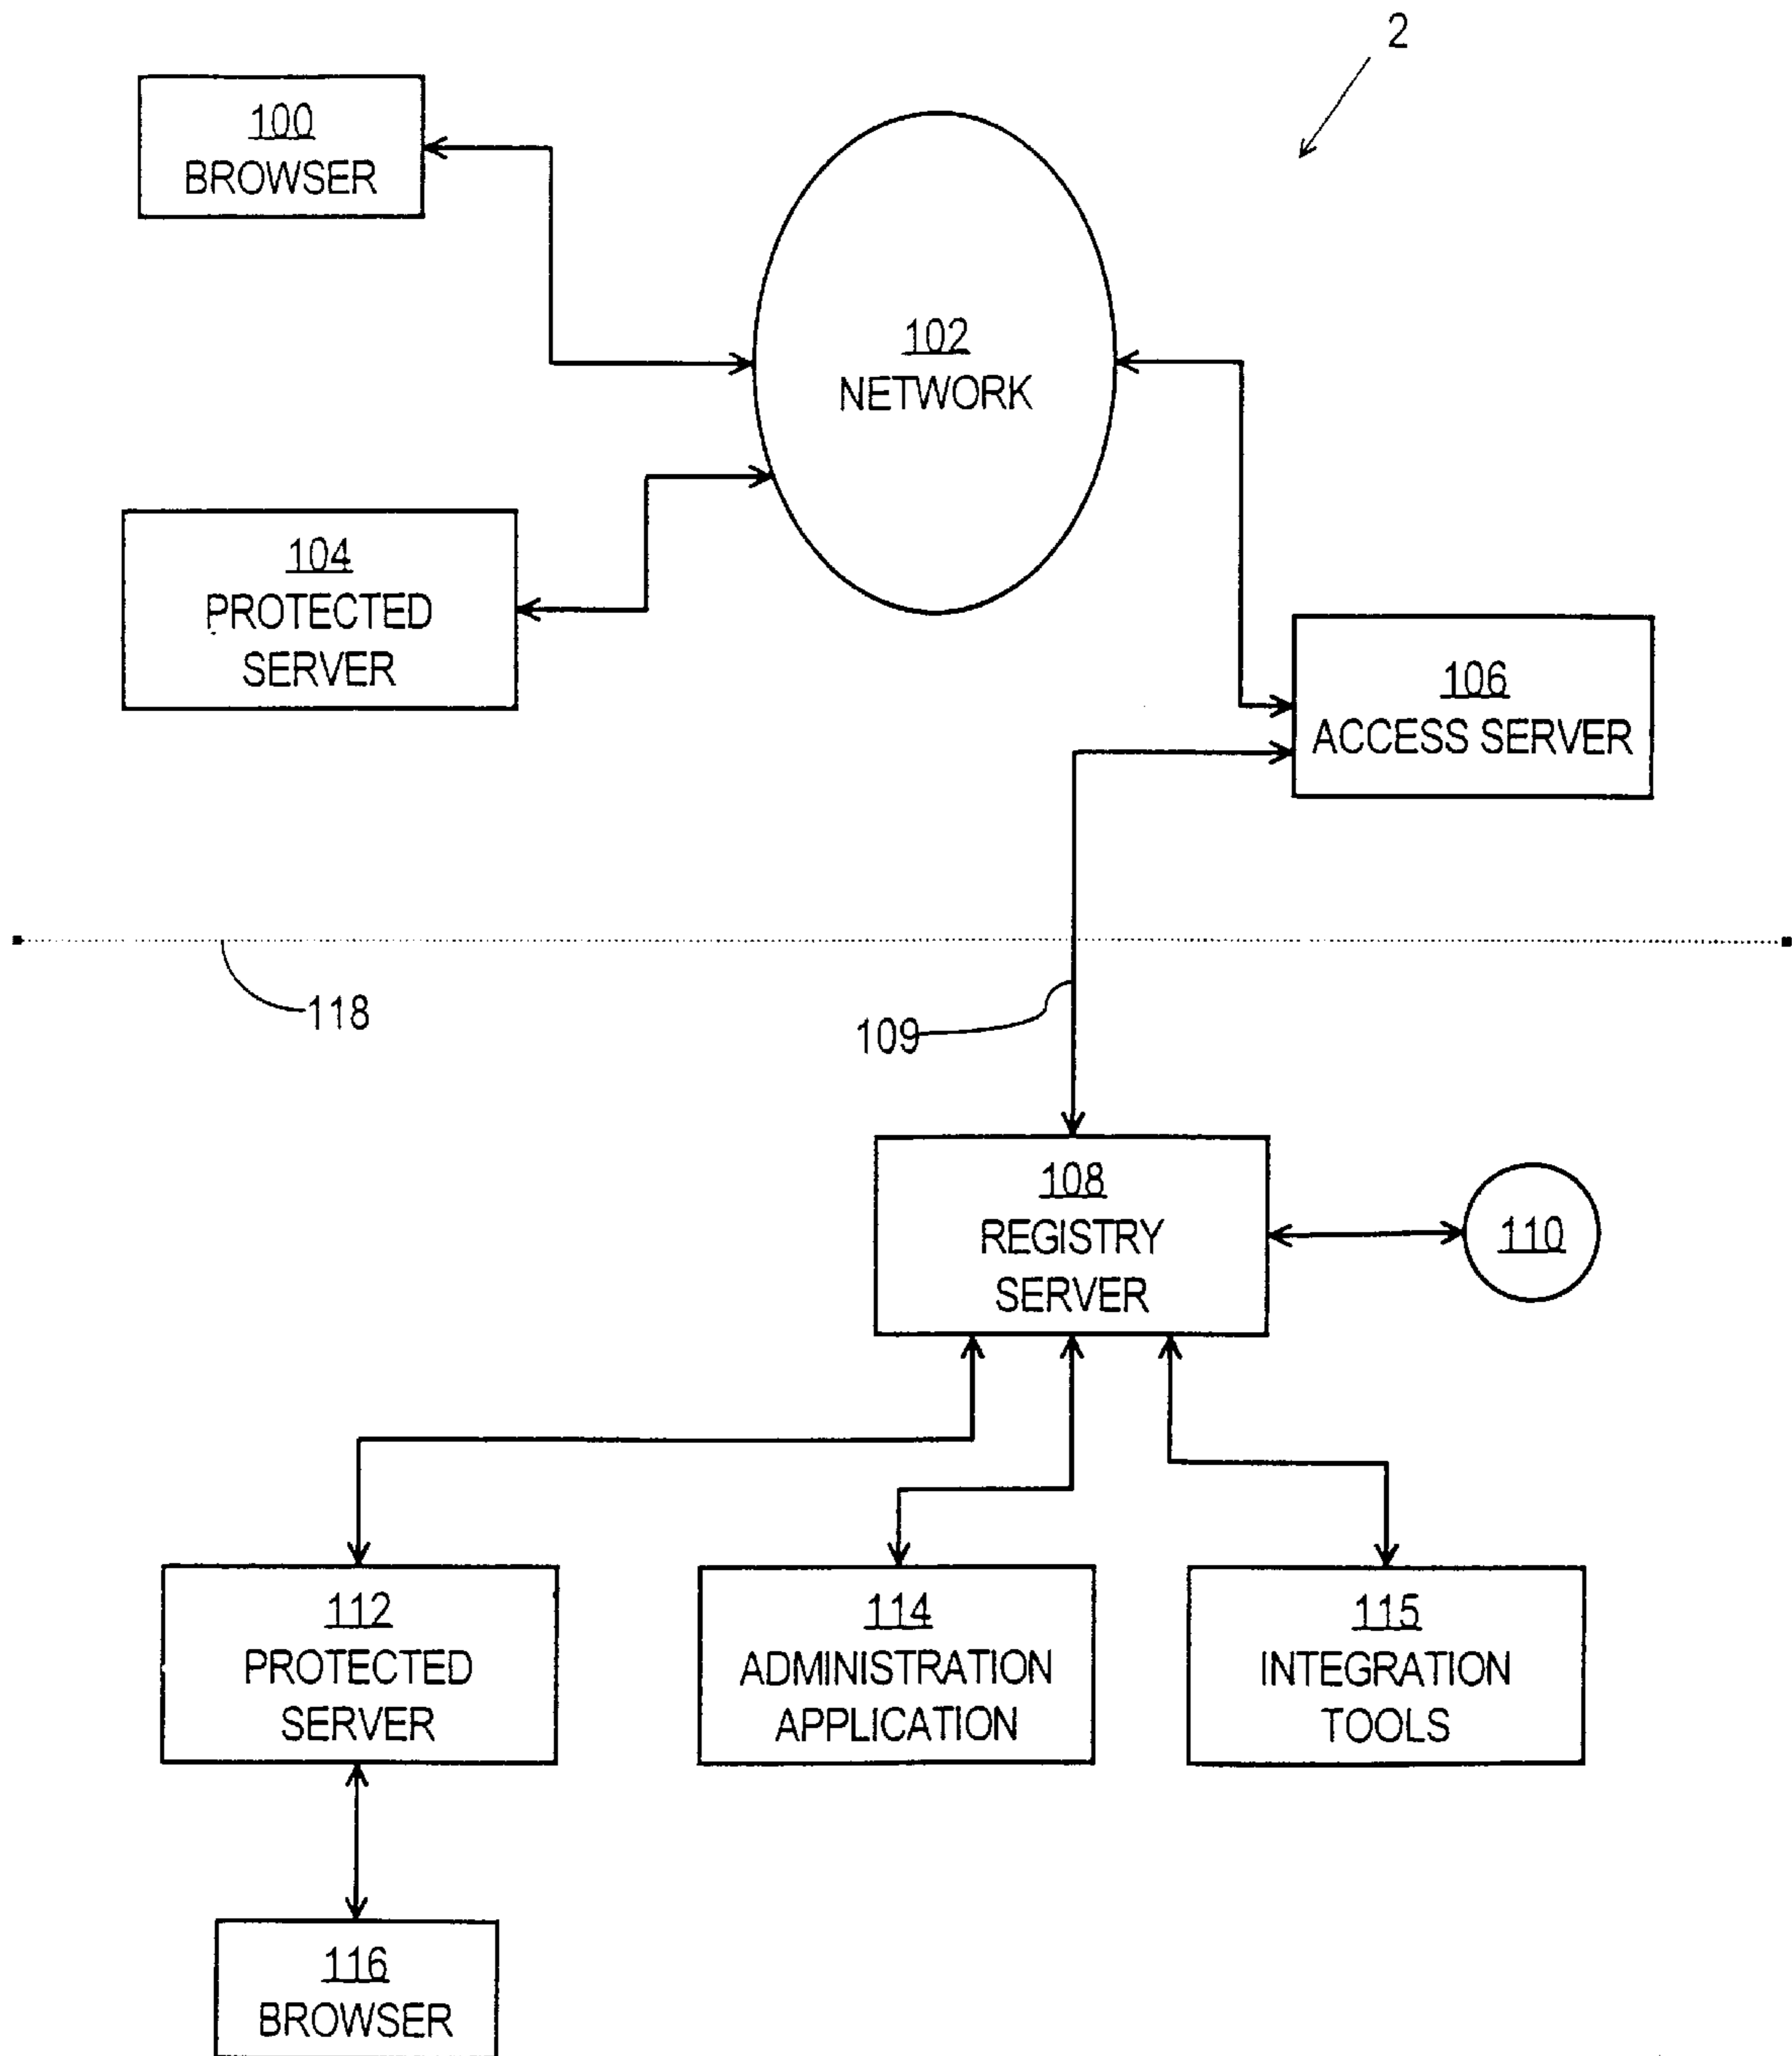 2
100
BROWSER
102
NETWORK
104
PROTECTED
SERVER
106
ACCESS SERVER
118
109
108
REGISTRY
SERVER
110
112
PROTECTED
SERVER
114
ADMINISTRATION
APPLICATION
115
INTEGRATION
TOOLS
116
BROWSER